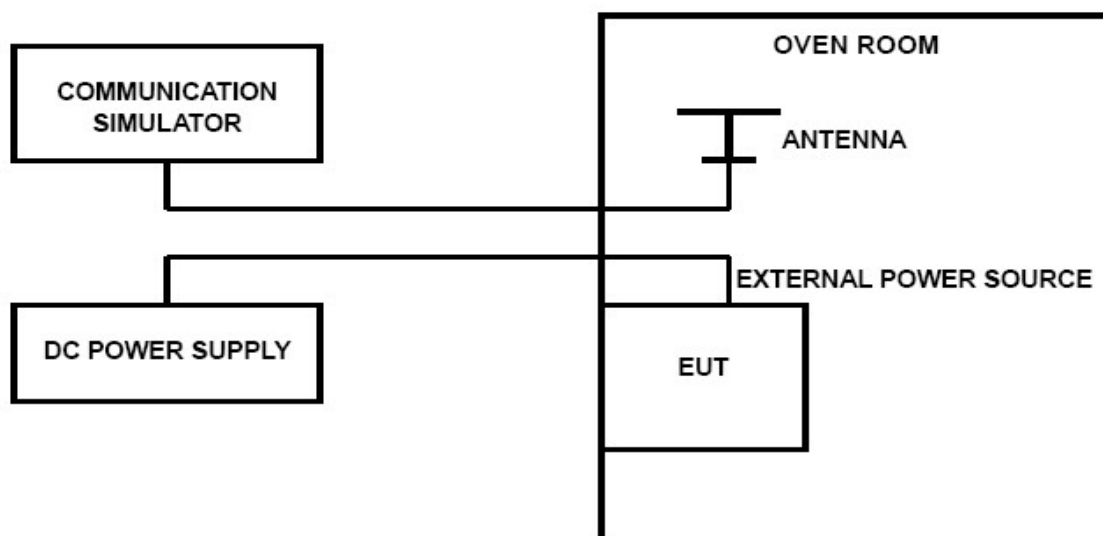 OVEN ROOM
COMMUNICATION
SIMULATOR
ANTENNA
EXTERNAL POWER SOURCE
DC POWER SUPPLY
EUT